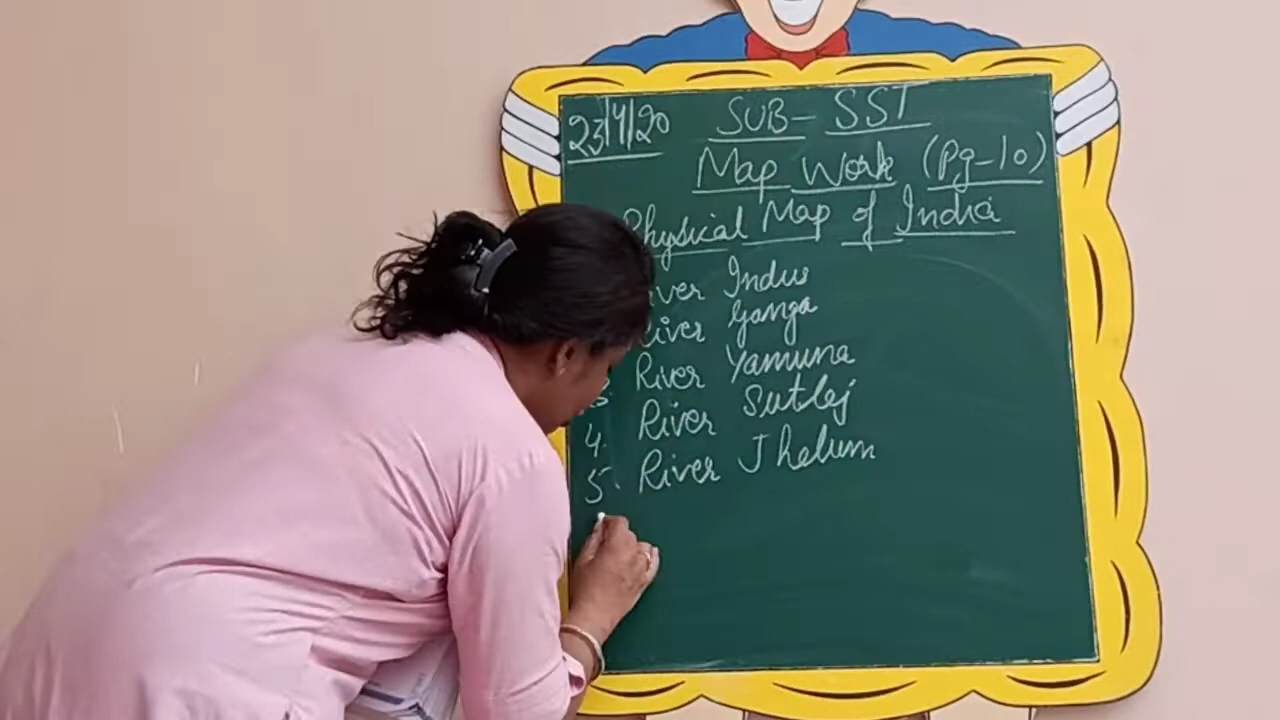 23/4/20 SUB- SST
Map Work (Pg-10)
Physical Map of India
River Indus
River Ganga
3. River Yamuna
4. River Sutlej
5. River Jhelum